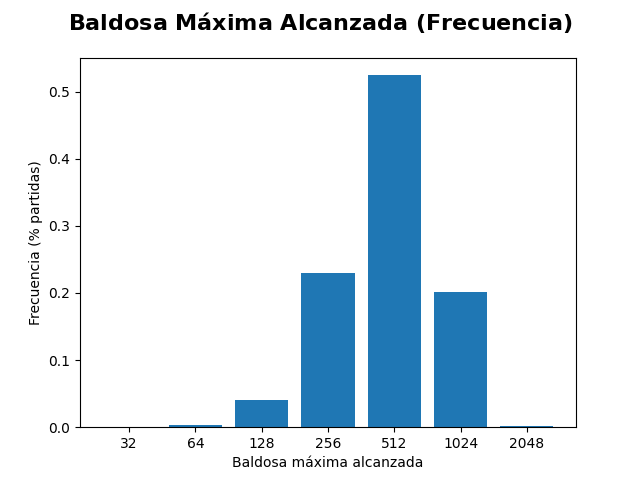 Baldosa Máxima Alcanzada (Frecuencia)
Frecuencia (% partidas)
0.5
0.4
0.3
0.2
0.1
0.0
32 64 128 256 512 1024 2048
Baldosa máxima alcanzada